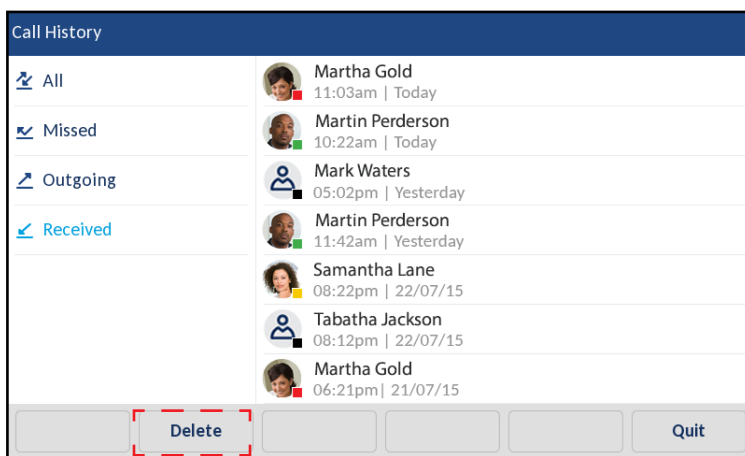 Call History
All
Missed
Outgoing
Received
Martha Gold
11:03am | Today
Martin Perderson
10:22am | Today
Mark Waters
05:02pm | Yesterday
Martin Perderson
11:42am | Yesterday
Samantha Lane
08:22pm | 22/07/15
Tabatha Jackson
08:12pm | 22/07/15
Martha Gold
06:21pm| 21/07/15
Delete
Quit